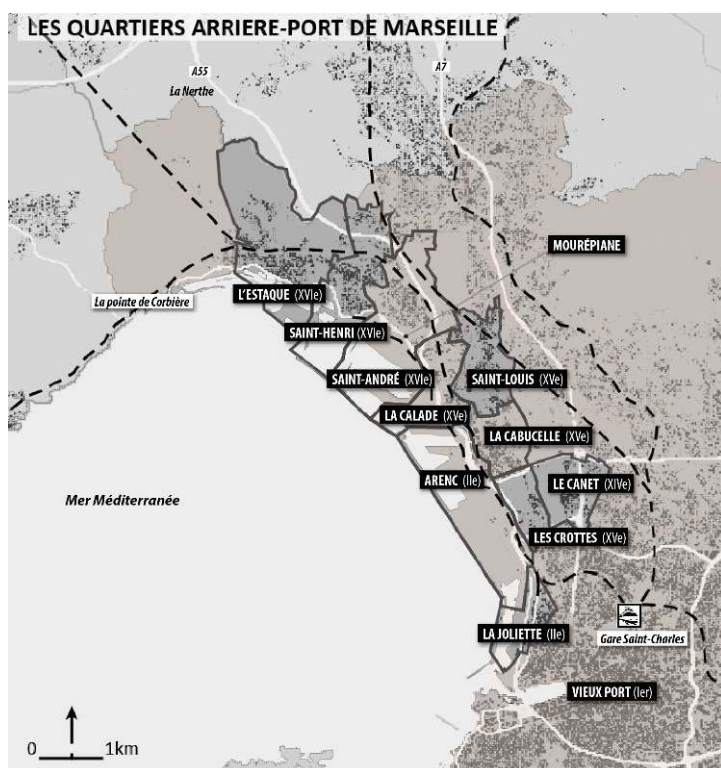 LES QUARTIERS ARRIERE-PORT DE MARSEILLE
A55
A7
La Nerthe
MOURÉPIANE
La pointe de Corbière
L'ESTAQUE (XVIe)
SAINT-HENRI (XVIe)
SAINT-ANDRÉ (XVIe)
SAINT-LOUIS (XVe)
LA CALADE (XVe)
LA CABUCELLE (XVe)
ARENC (IIe)
LE CANET (XIVe)
Mer Méditerranée
LES CROTTES (XVe)
LA JOLIETTE (IIe)
Gare Saint-Charles
VIEUX PORT (Ier)
0 1km